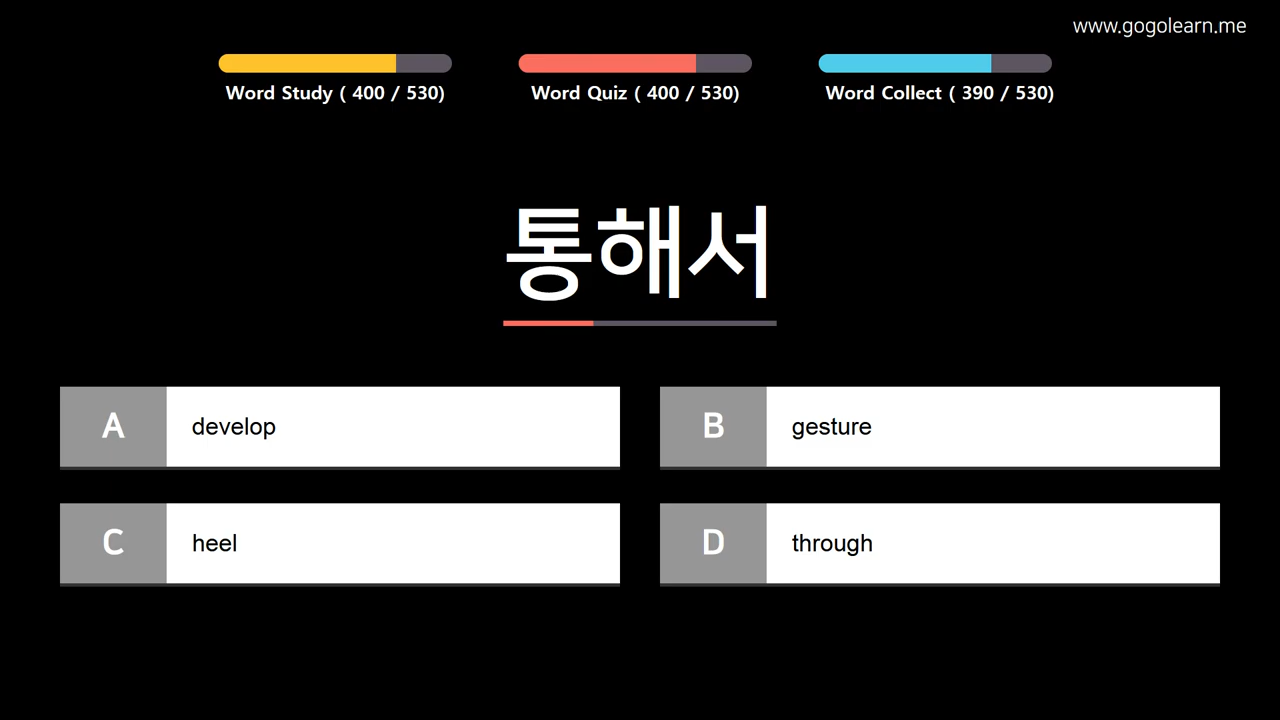 www.gogolearn.me
Word Study ( 400 / 530)
Word Quiz ( 400 / 530)
Word Collect ( 390 / 530)
통해서
A develop
B gesture
C heel
D through